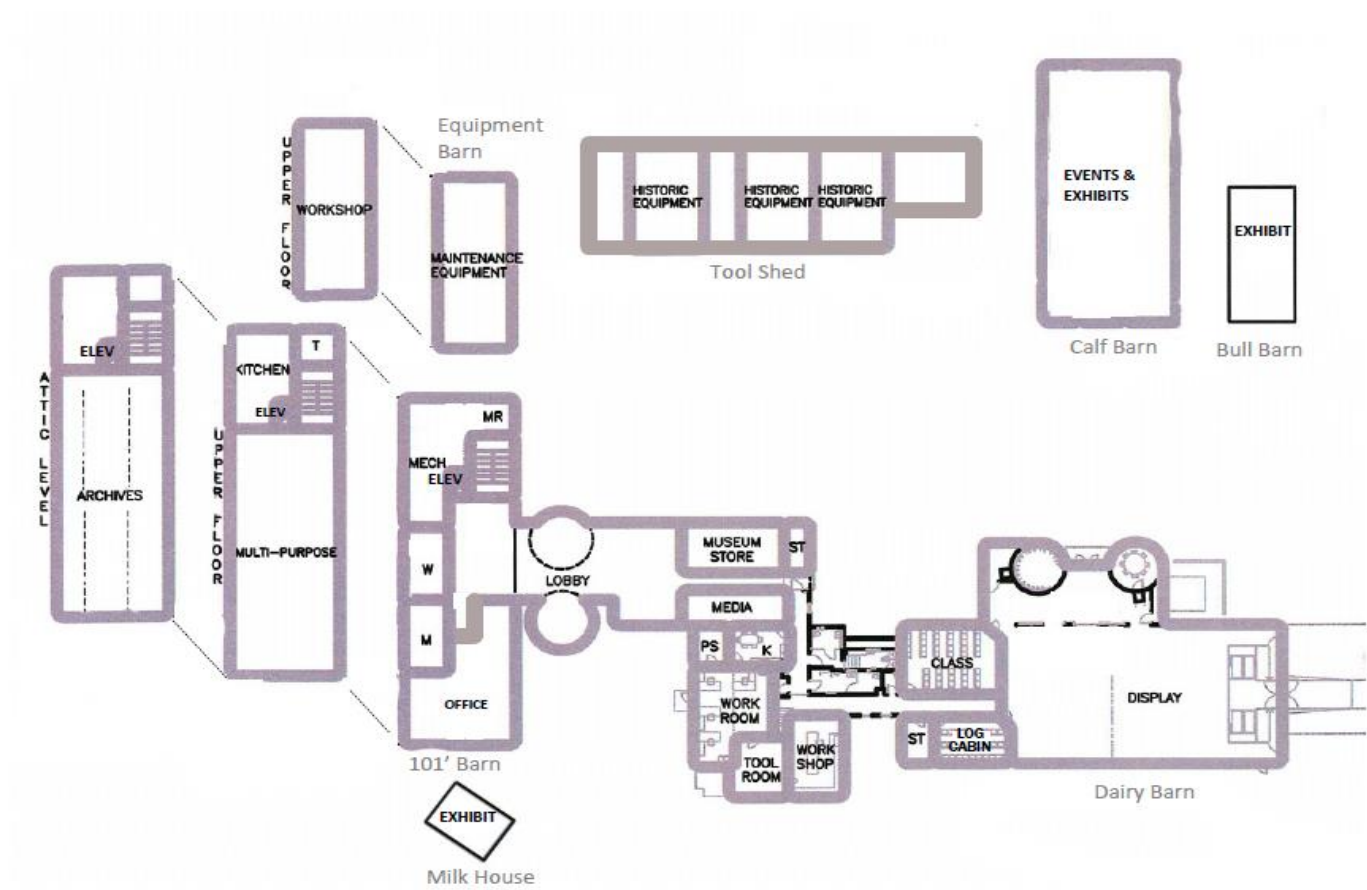 Equipment
Barn
UPPER FLOOR
WORKSHOP
MAINTENANCE
EQUIPMENT
HISTORIC
EQUIPMENT
HISTORIC
EQUIPMENT
HISTORIC
EQUIPMENT
Tool Shed
EVENTS &
EXHIBITS
Calf Barn
EXHIBIT
Bull Barn
ATTIC LEVEL
ELEV
ARCHIVES
UPPER FLOOR
KITCHEN
T
ELEV
MULTI-PURPOSE
MR
MECH
ELEV
W
M
OFFICE
101' Barn
LOBBY
MUSEUM
STORE
ST
MEDIA
PS
K
WORK
ROOM
TOOL
ROOM
WORK
SHOP
CLASS
ST
LOG
CABIN
DISPLAY
Dairy Barn
EXHIBIT
Milk House